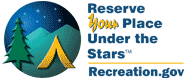 Reserve
Your Place
Under the
Stars™
Recreation.gov